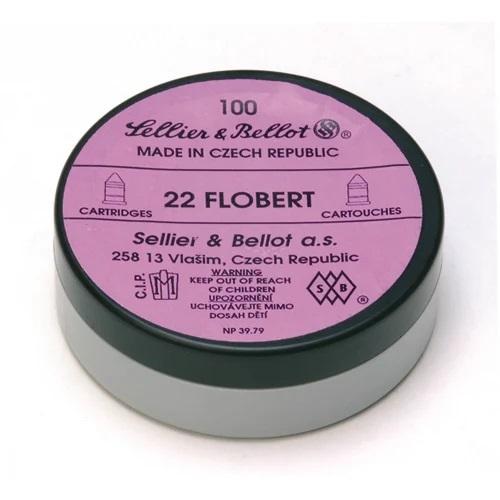 100
Sellier & Bellot SB ®
MADE IN CZECH REPUBLIC
22 FLOBERT
CARTRIDGES
CARTOUCHES
Sellier & Bellot a.s.
258 13 Vlašim, Czech Republic
C.I.P.
WARNING
KEEP OUT OF REACH
OF CHILDREN
UPOZORNĚNÍ
UCHOVÁVEJTE MIMO
DOSAH DĚTÍ
S B ®
NP 39.79